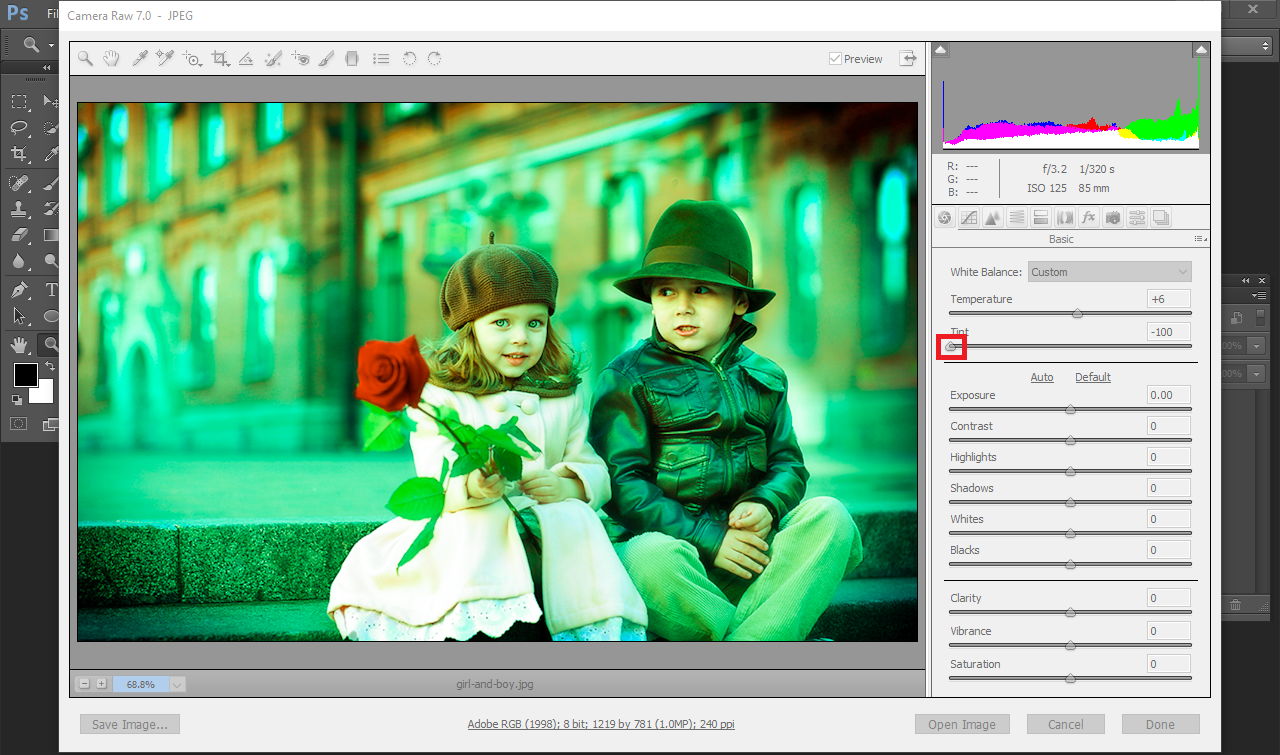 Ps
Fil
Camera Raw 7.0 - JPEG
Preview
R: ---
G: ---
B: ---
f/3.2 1/320 s
ISO 125 85 mm
Basic
White Balance: Custom
Temperature +6
Tint -100
Auto Default
Exposure 0.00
Contrast 0
Highlights 0
Shadows 0
Whites 0
Blacks 0
Clarity 0
Vibrance 0
Saturation 0
68.8%
girl-and-boy.jpg
Save Image...
Adobe RGB (1998); 8 bit; 1219 by 781 (1.0MP); 240 ppi
Open Image
Cancel
Done